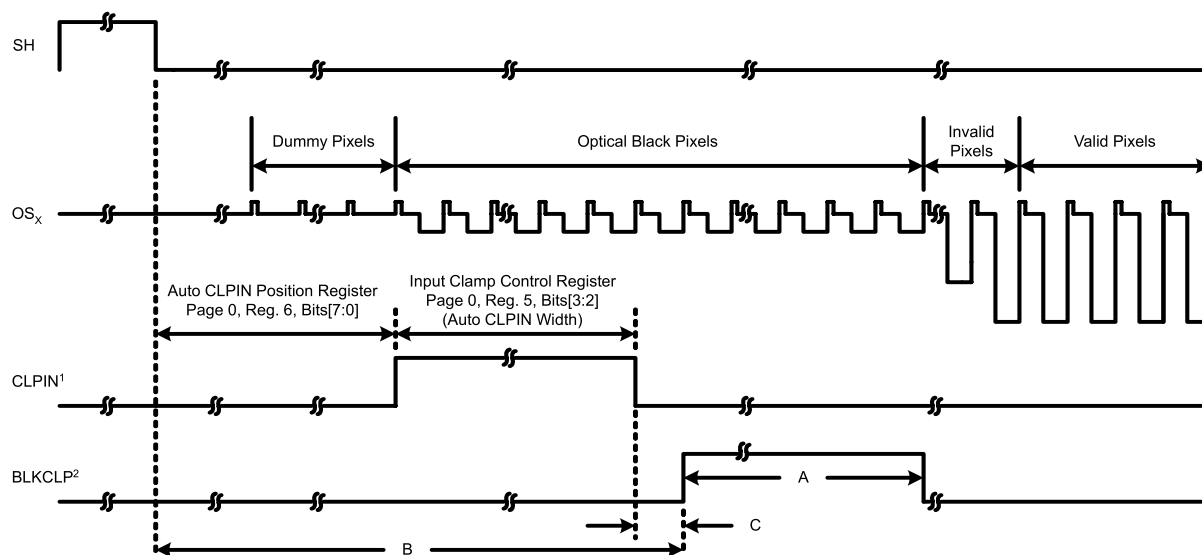 SH
Dummy Pixels
Optical Black Pixels
Invalid
Pixels
Valid Pixels
OSX
Auto CLPIN Position Register
Page 0, Reg. 6, Bits[7:0]
Input Clamp Control Register
Page 0, Reg. 5, Bits[3:2]
(Auto CLPIN Width)
CLPIN1
BLKCLP2
A
C
B